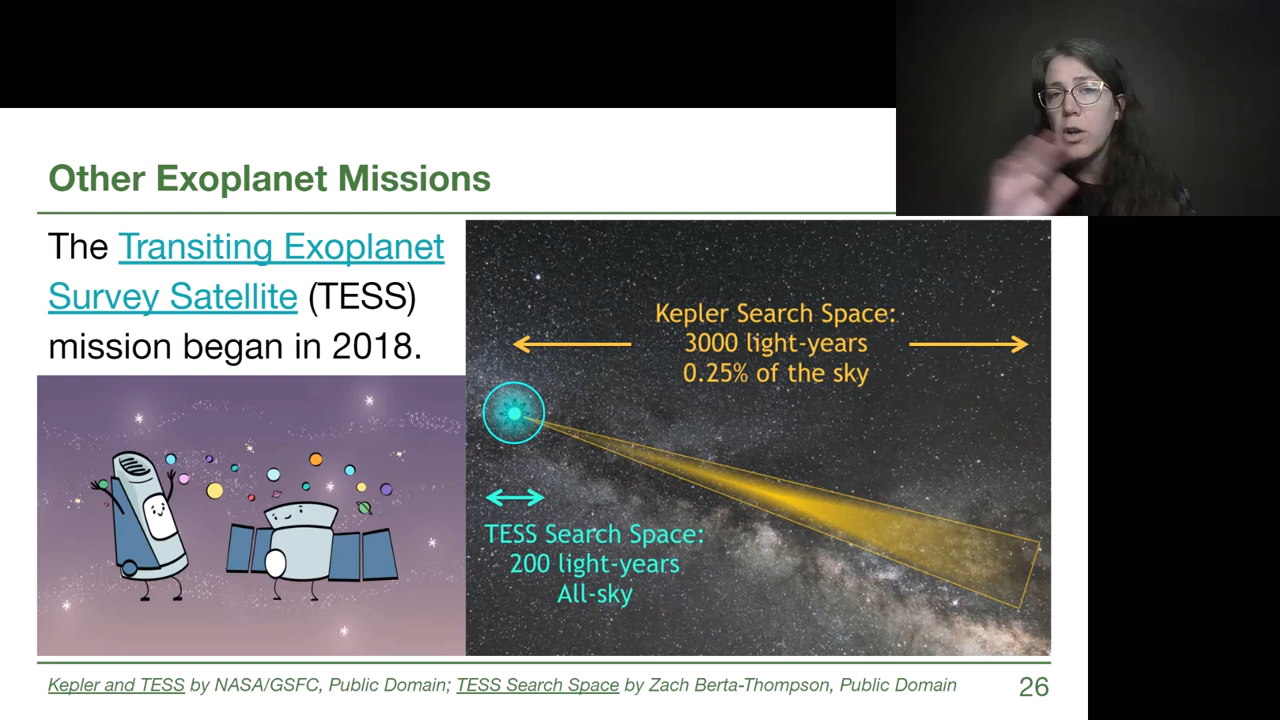 Other Exoplanet Missions
The Transiting Exoplanet
Survey Satellite (TESS)
mission began in 2018.
Kepler Search Space:
3000 light-years
0.25% of the sky
TESS Search Space:
200 light-years
All-sky
Kepler and TESS by NASA/GSFC, Public Domain; TESS Search Space by Zach Berta-Thompson, Public Domain
26